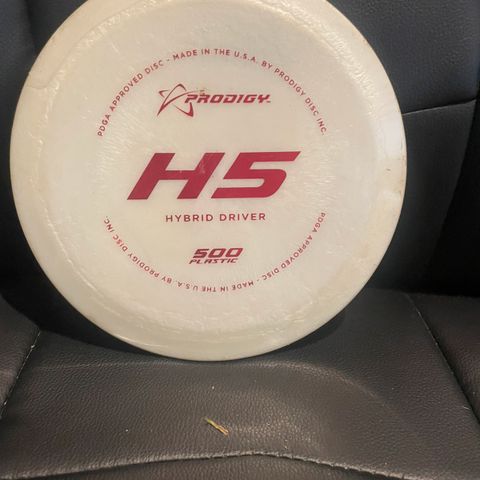 PDGA APPROVED DISC - MADE IN THE U.S.A. BY PRODIGY DISC INC.
PRODIGY
H5
HYBRID DRIVER
500
PLASTIC
PDGA APPROVED DISC - MADE IN THE U.S.A. BY PRODIGY DISC INC.